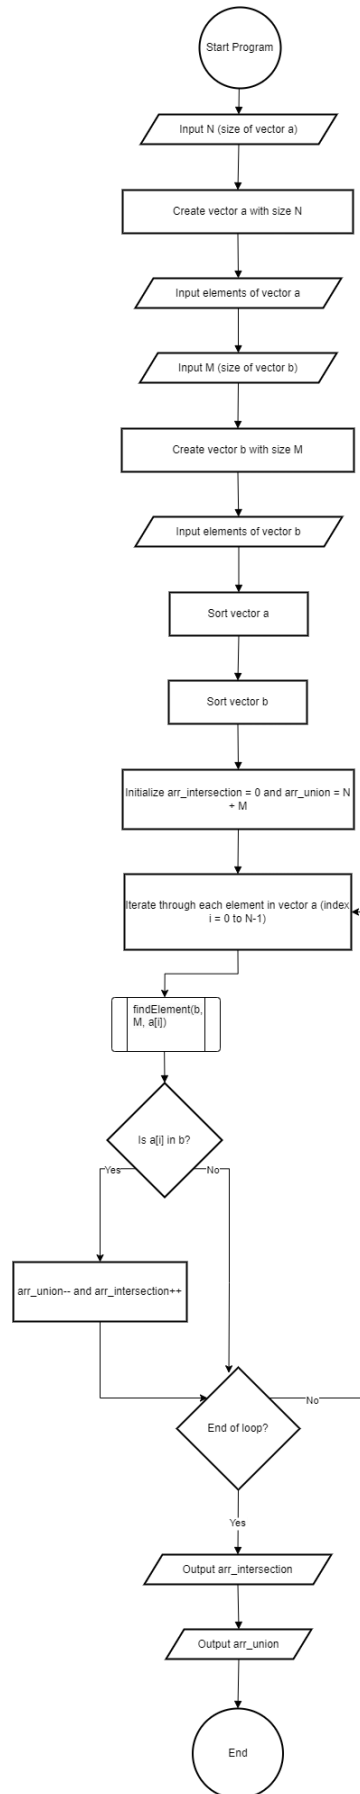 Start Program
Input N (size of vector a)
Create vector a with size N
Input elements of vector a
Input M (size of vector b)
Create vector b with size M
Input elements of vector b
Sort vector a
Sort vector b
Initialize arr_intersection = 0 and arr_union = N
+ M
Iterate through each element in vector a (index
i = 0 to N-1)
findElement(b,
M, a[i])
Is a[i] in b?
Yes
No
arr_union-- and arr_intersection++
End of loop?
No
Yes
Output arr_intersection
Output arr_union
End